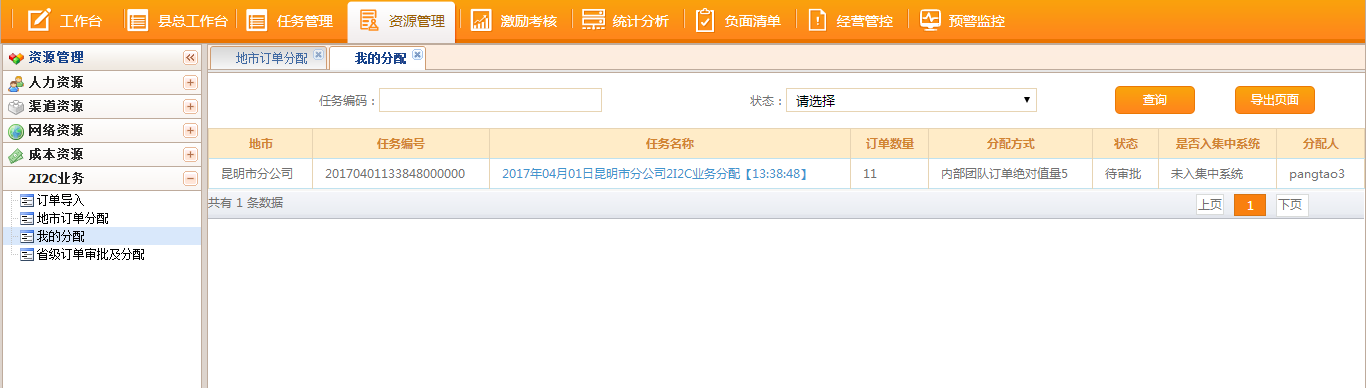 工作台 县总工作台 任务管理 资源管理 激励考核 统计分析 负面清单 经营管控 预警监控
资源管理
人力资源
渠道资源
网络资源
成本资源
2I2C业务
订单导入
地市订单分配
我的分配
省级订单审批及分配
地市订单分配 我的分配
任务编码： 状态： 请选择 查询 导出页面
地市 任务编号 任务名称 订单数量 分配方式 状态 是否入集中系统 分配人
昆明市分公司 20170401133848000000 2017年04月01日昆明市分公司2I2C业务分配【13:38:48】 11 内部团队订单绝对值量5 待审批 未入集中系统 pangtao3
共有 1 条数据 上页 1 下页